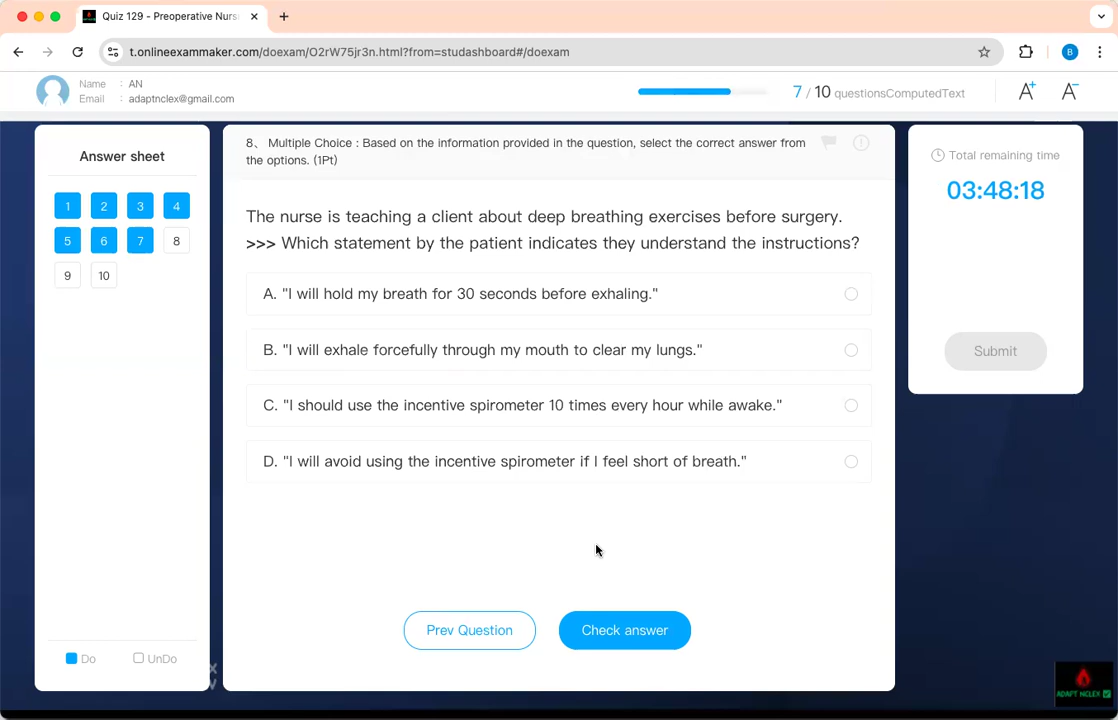 Quiz 129 - Preoperative Nurs
t.onlineexammaker.com/doexam/O2rW75jr3n.html?from=studashboard#/doexam
B
Name : AN
Email : adaptnclex@gmail.com
7 / 10 questionsComputedText
A+ A-
Answer sheet
1 2 3 4
5 6 7 8
9 10
Do UnDo
8、 Multiple Choice : Based on the information provided in the question, select the correct answer from
the options. (1Pt)
The nurse is teaching a client about deep breathing exercises before surgery.
>>> Which statement by the patient indicates they understand the instructions?
A. "I will hold my breath for 30 seconds before exhaling."
B. "I will exhale forcefully through my mouth to clear my lungs."
C. "I should use the incentive spirometer 10 times every hour while awake."
D. "I will avoid using the incentive spirometer if I feel short of breath."
Prev Question
Check answer
Total remaining time
03:48:18
Submit
ADAPT NCLEX